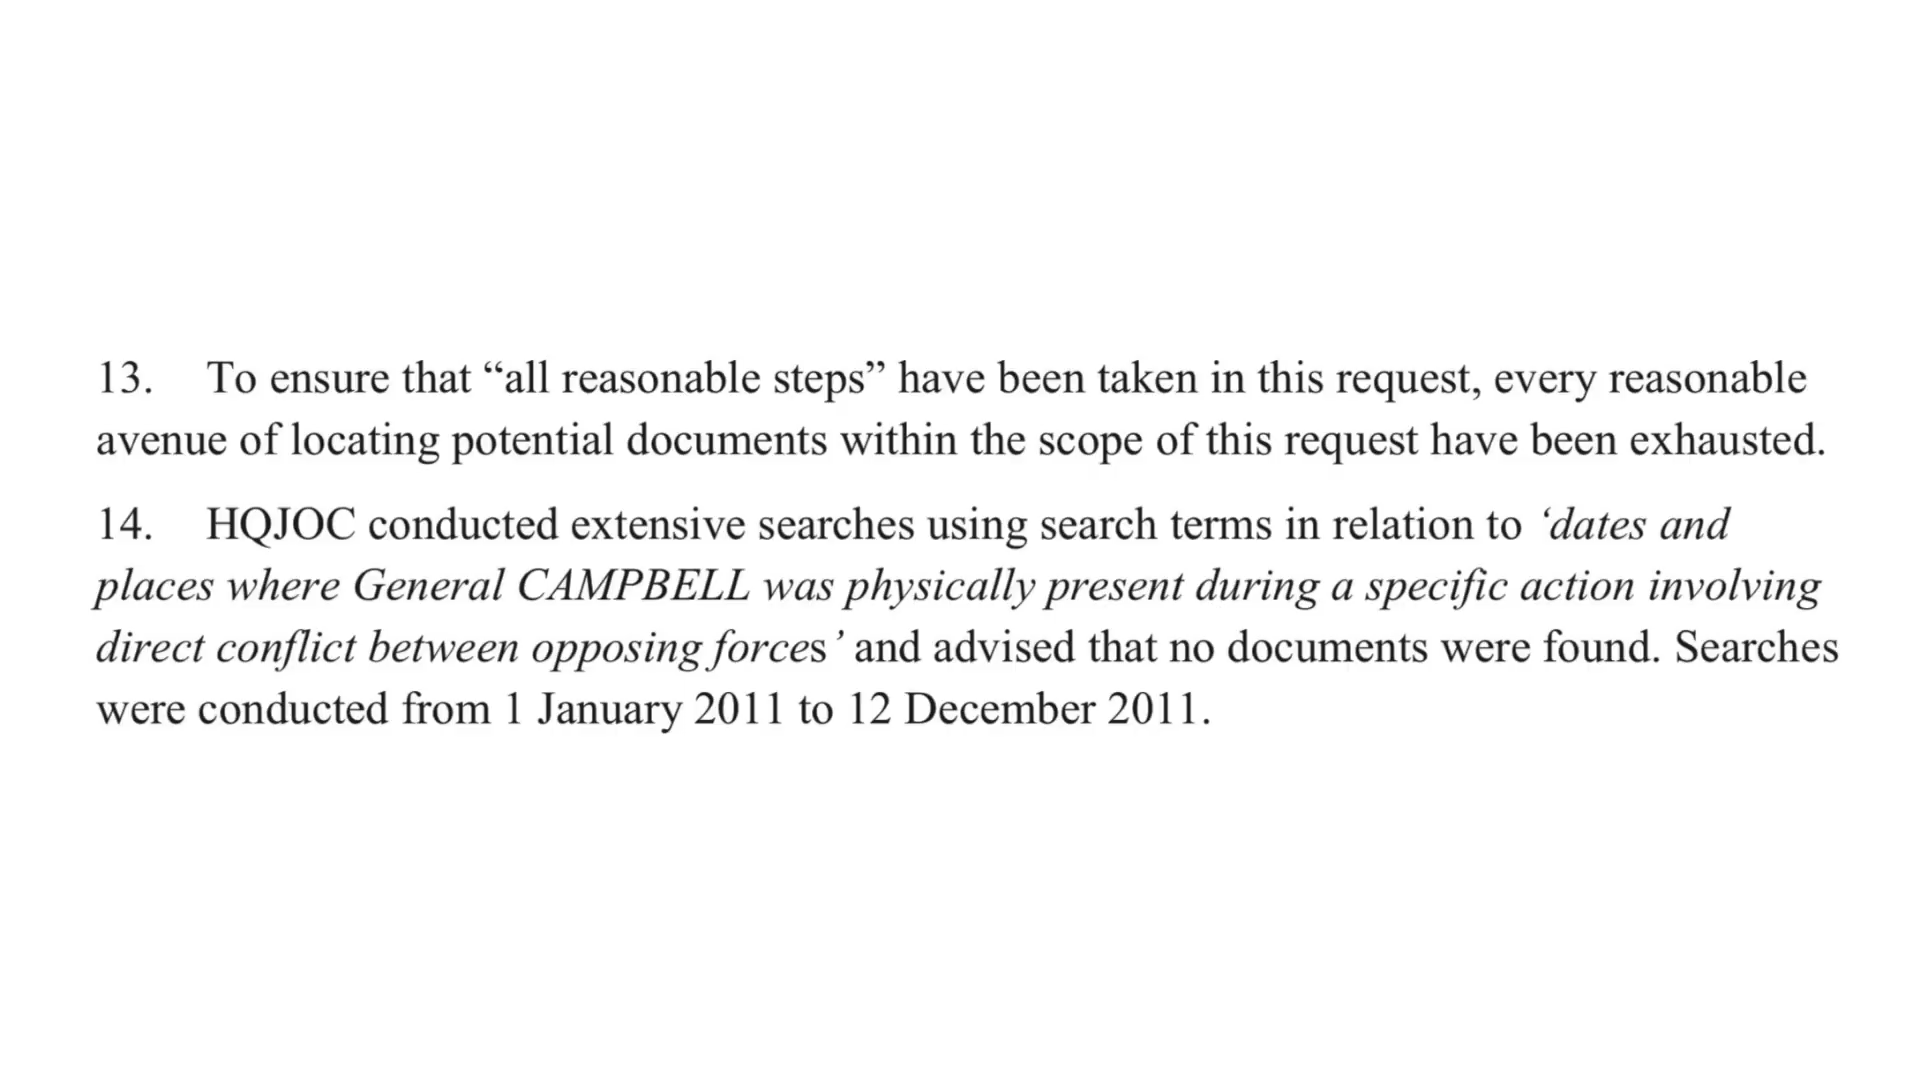 13. To ensure that “all reasonable steps” have been taken in this request, every reasonable
avenue of locating potential documents within the scope of this request have been exhausted.
14. HQJOC conducted extensive searches using search terms in relation to ‘dates and
places where General CAMPBELL was physically present during a specific action involving
direct conflict between opposing forces’ and advised that no documents were found. Searches
were conducted from 1 January 2011 to 12 December 2011.